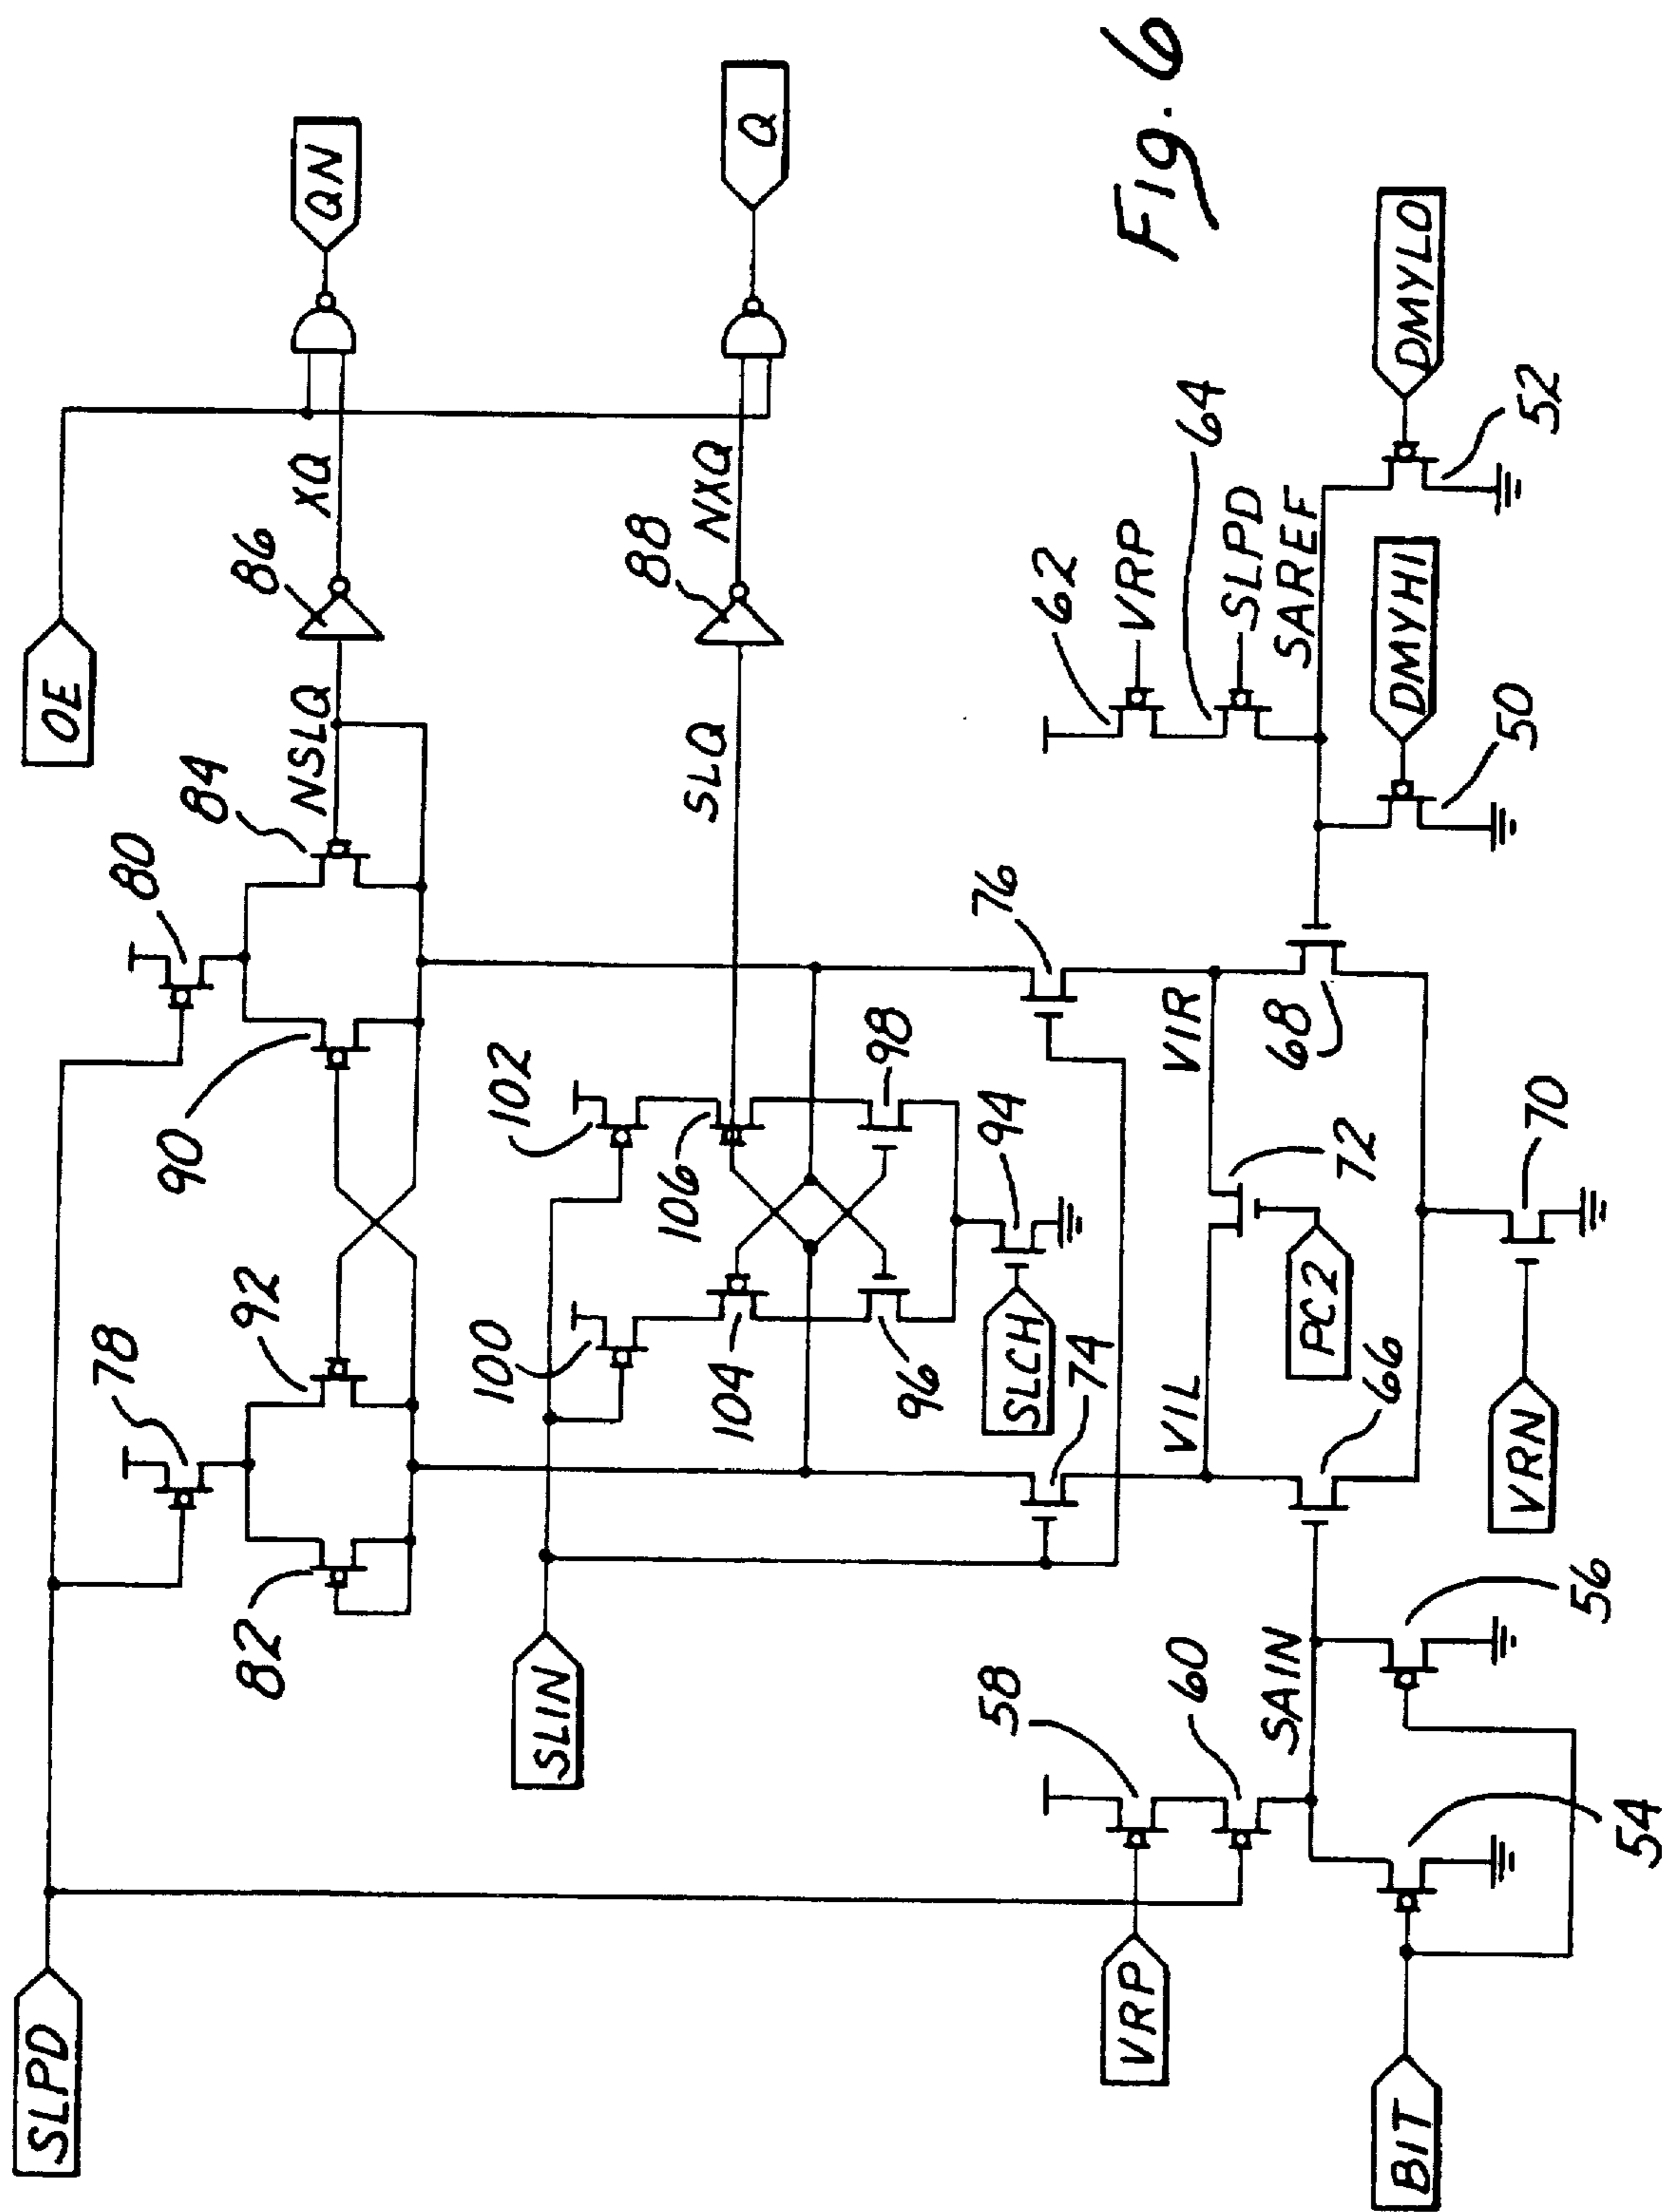 SLPD
OE
QN
Q
80
84
NSLQ
86
XQ
78
92
90
82
SLIN
100
102
SLQ
88
NXQ
104
106
96
98
SLCH
94
74
76
58
60
VRP
SAIN
VIL
VIR
PC2
72
66
68
62
VRP
64
SLPD
SAREF
BIT
54
56
VRN
70
DMYHI
50
DMYLO
52
Fig. 6